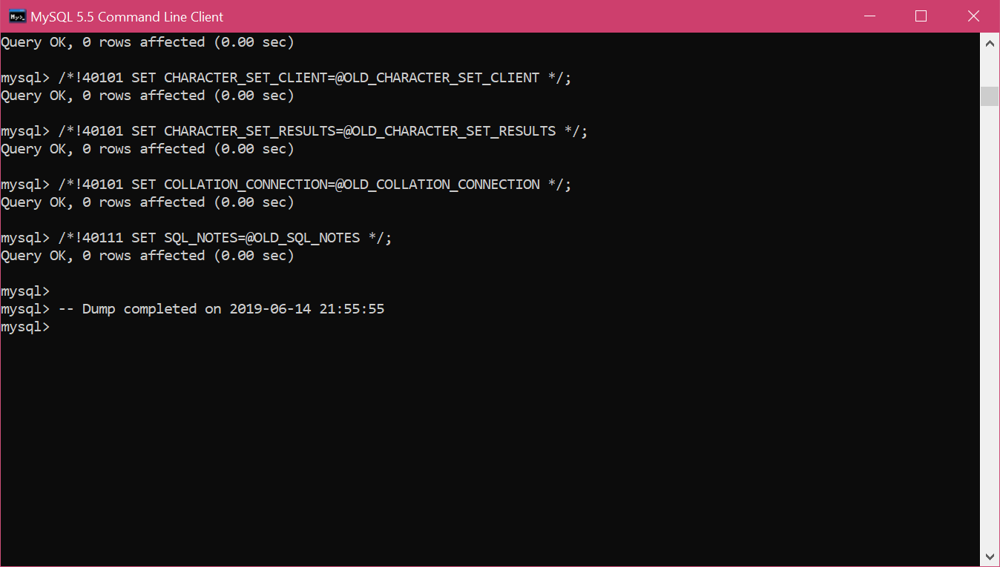 MySQL 5.5 Command Line Client
Query OK, 0 rows affected (0.00 sec)
mysql> /*!40101 SET CHARACTER_SET_CLIENT=@OLD_CHARACTER_SET_CLIENT */;
Query OK, 0 rows affected (0.00 sec)
mysql> /*!40101 SET CHARACTER_SET_RESULTS=@OLD_CHARACTER_SET_RESULTS */;
Query OK, 0 rows affected (0.00 sec)
mysql> /*!40101 SET COLLATION_CONNECTION=@OLD_COLLATION_CONNECTION */;
Query OK, 0 rows affected (0.00 sec)
mysql> /*!40111 SET SQL_NOTES=@OLD_SQL_NOTES */;
Query OK, 0 rows affected (0.00 sec)
mysql>
mysql> -- Dump completed on 2019-06-14 21:55:55
mysql>